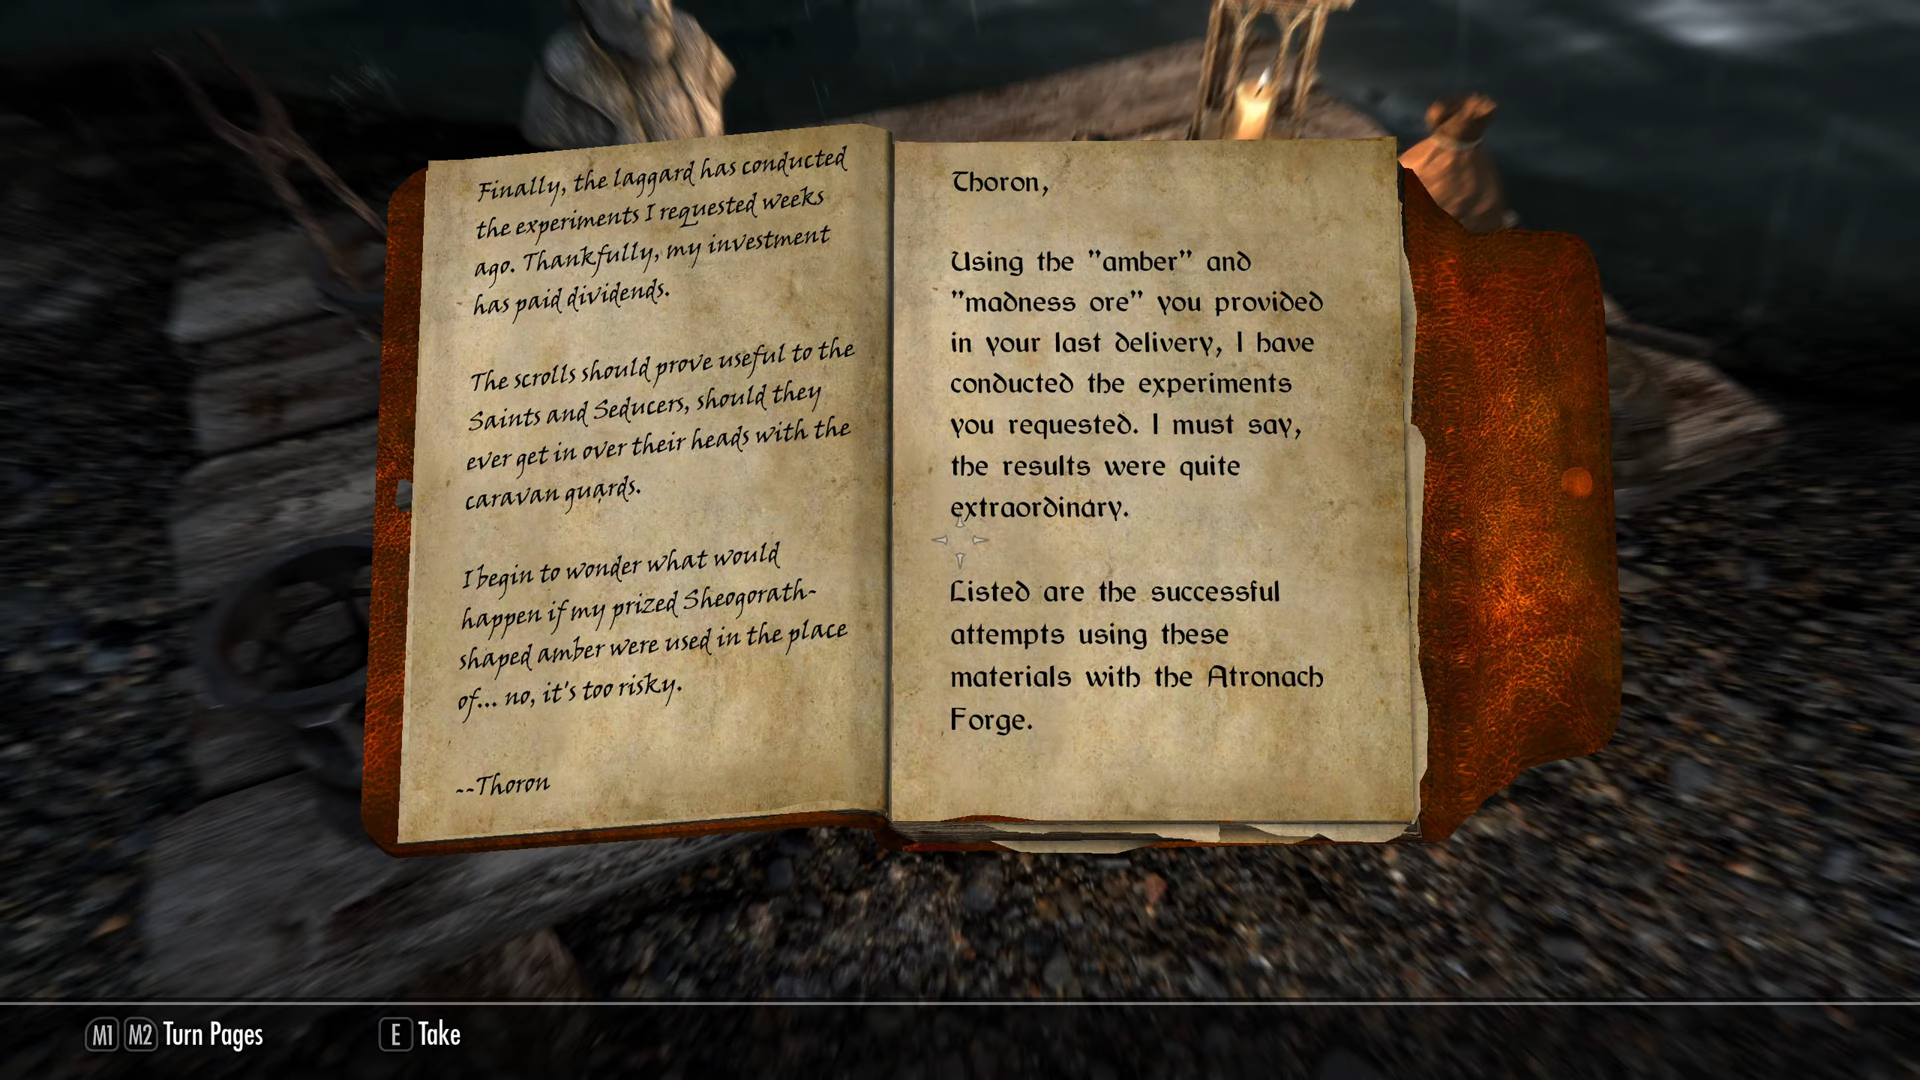 Finally, the laggard has conducted
the experiments I requested weeks
ago. Thankfully, my investment
has paid dividends.
The scrolls should prove useful to the
Saints and Seducers, should they
ever get in over their heads with the
caravan guards.
I begin to wonder what would
happen if my prized Sheogorath-
shaped amber were used in the place
of... no, it's too risky.
--Thoron
Thoron,
Using the "amber" and
"madness ore" you provided
in your last delivery, I have
conducted the experiments
you requested. I must say,
the results were quite
extraordinary.
Listed are the successful
attempts using these
materials with the Atronach
Forge.
M1 M2 Turn Pages
E Take